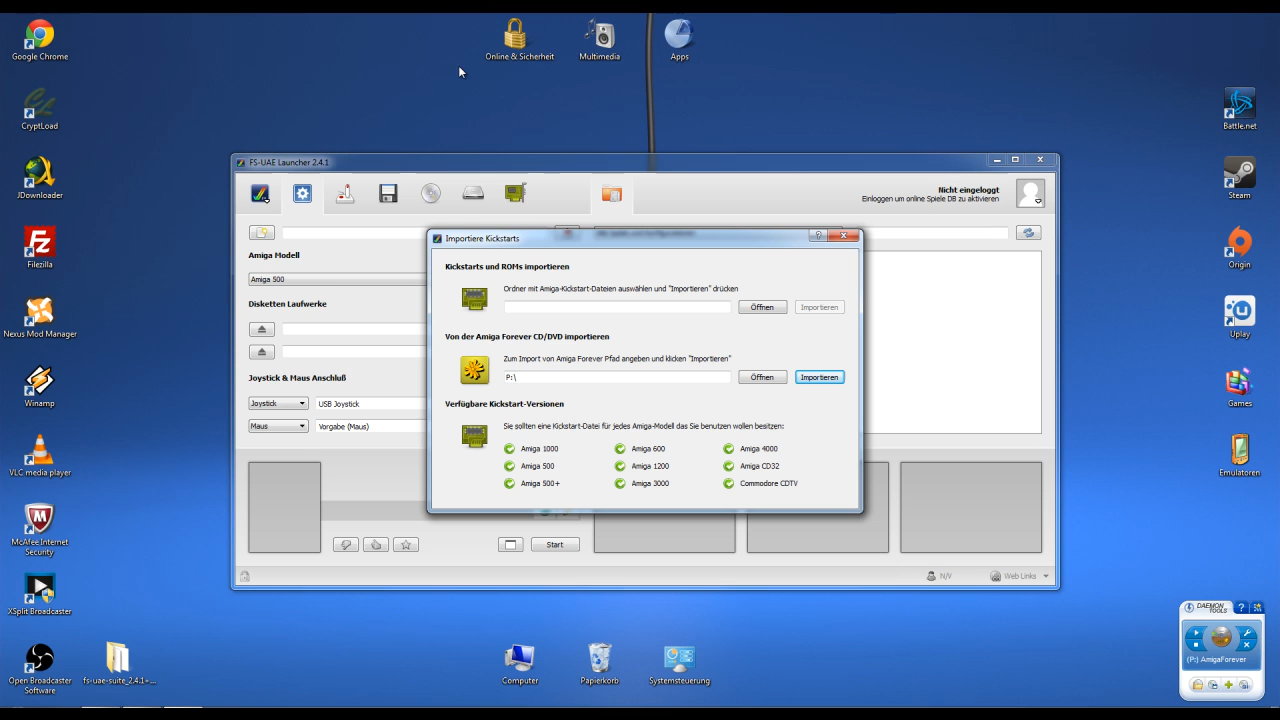 Google Chrome
Online & Sicherheit
Multimedia
Apps
CryptLoad
JDownloader
Filezilla
Nexus Mod Manager
Winamp
VLC media player
McAfee Internet
Security
XSplit Broadcaster
Open Broadcaster
Software
fs-uae-suite_2.4.1-...
Battle.net
Steam
Origin
Uplay
Games
Emulatoren
FS-UAE Launcher 2.4.1
Nicht eingeloggt
Einloggen um online Spiele DB zu aktivieren
Amiga Modell
Amiga 500
Disketten Laufwerke
Joystick & Maus Anschluß
Joystick
USB Joystick
Maus
Vorgabe (Maus)
Start
N/V
Web Links
Importiere Kickstarts
Kickstarts und ROMs importieren
Ordner mit Amiga-Kickstart-Dateien auswählen und "Importieren" drücken
Öffnen
Importieren
Von der Amiga Forever CD/DVD importieren
Zum Import von Amiga Forever Pfad angeben und klicken "Importieren"
P:\
Öffnen
Importieren
Verfügbare Kickstart-Versionen
Sie sollten eine Kickstart-Datei für jedes Amiga-Modell das Sie benutzen wollen besitzen:
Amiga 1000 Amiga 600 Amiga 4000
Amiga 500 Amiga 1200 Amiga CD32
Amiga 500+ Amiga 3000 Commodore CDTV
Computer
Papierkorb
Systemsteuerung
DAEMON
TOOLS
(P:) AmigaForever